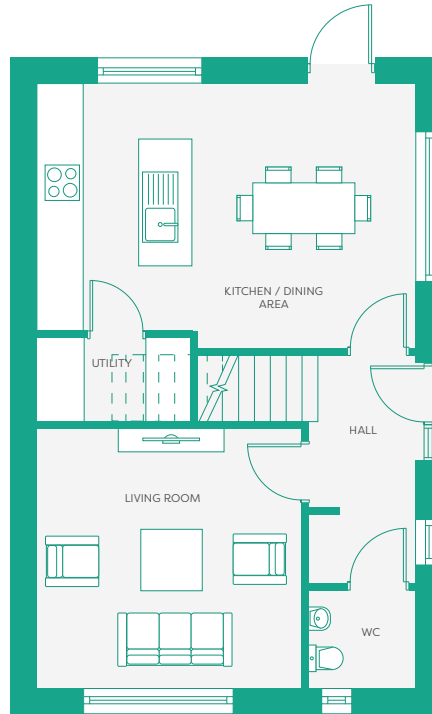 KITCHEN / DINING
AREA
UTILITY
HALL
LIVING ROOM
WC